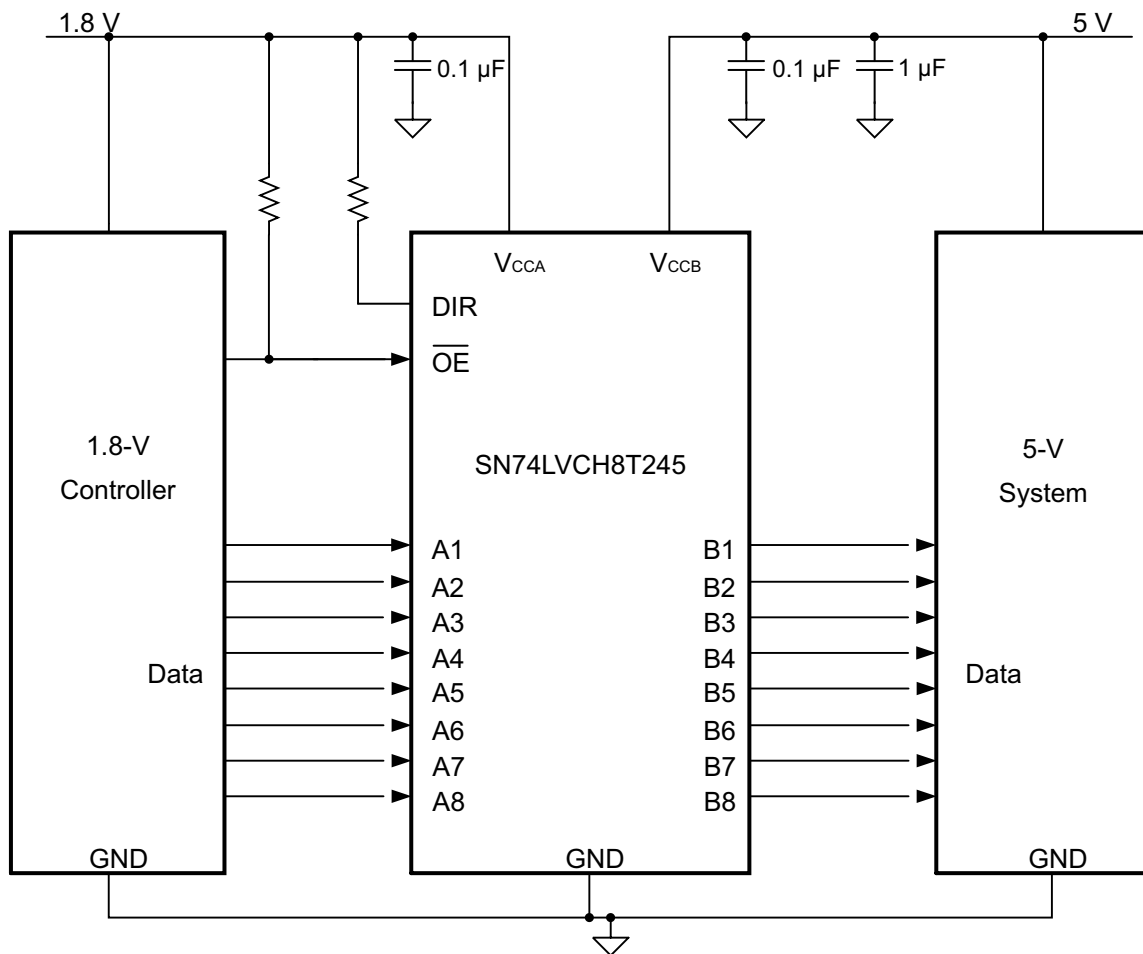 1.8 V
5 V
0.1 µF
0.1 µF
1 µF
VCCA
VCCB
DIR
OE
1.8-V
Controller
SN74LVCH8T245
5-V
System
A1
B1
A2
B2
A3
B3
A4
B4
Data
Data
A5
B5
A6
B6
A7
B7
A8
B8
GND
GND
GND